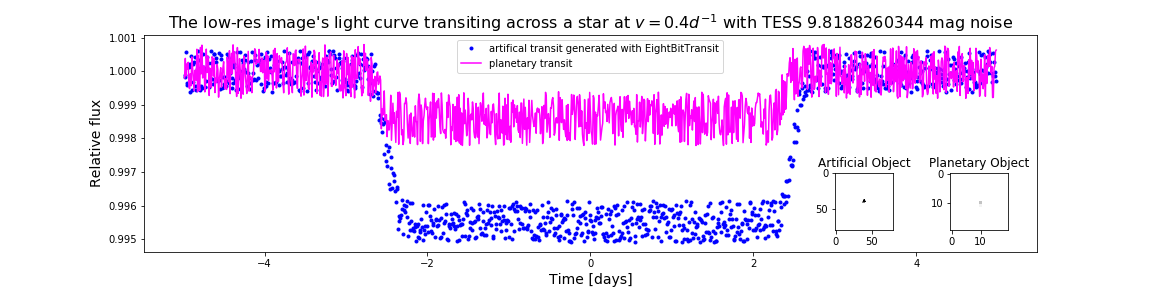 The low-res image's light curve transiting across a star at v = 0.4d⁻¹ with TESS 9.8188260344 mag noise
artifical transit generated with EightBitTransit
planetary transit
Relative flux
1.001
1.000
0.999
0.998
0.997
0.996
0.995
Artificial Object
0
50
0 50
Planetary Object
0
10
0 10
−4 −2 0 2 4
Time [days]